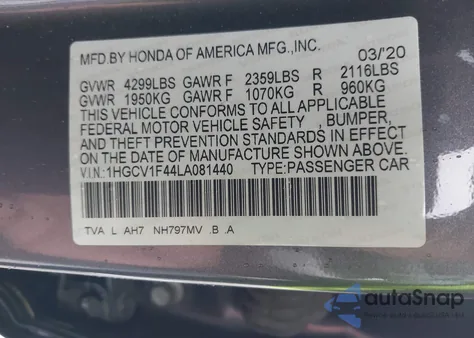 MFD.BY HONDA OF AMERICA MFG.,INC. 03/'20
GVWR 4299LBS GAWR F 2359LBS R 2116LBS
GVWR 1950KG GAWR F 1070KG R 960KG
THIS VEHICLE CONFORMS TO ALL APPLICABLE
FEDERAL MOTOR VEHICLE SAFETY , BUMPER,
AND THEFT PREVENTION STANDARDS IN EFFECT
ON THE DATE OF MANUFACTURE SHOWN ABOVE.
V.I.N:1HGCV1F44LA081440 TYPE:PASSENGER CAR
TVA L AH7 NH797MV .B .A
autoSnap